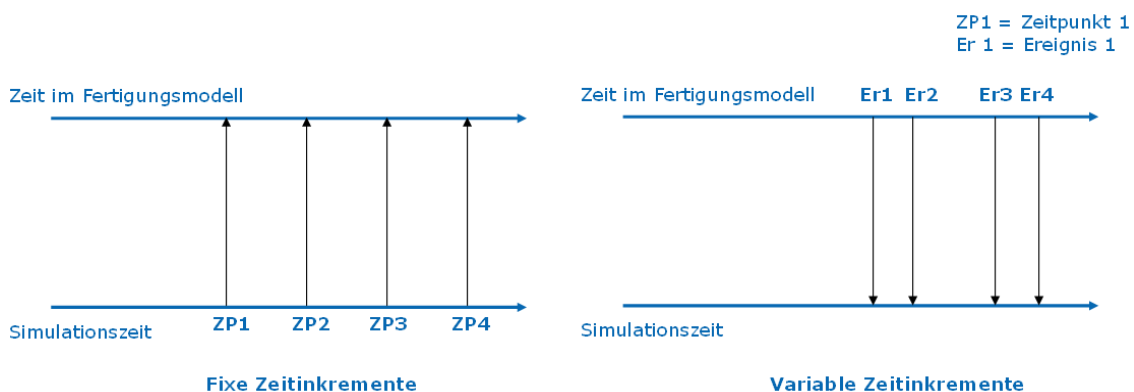 ZP1 = Zeitpunkt 1
Er 1 = Ereignis 1
Zeit im Fertigungsmodell
ZP1 ZP2 ZP3 ZP4
Simulationszeit
Fixe Zeitinkremente
Zeit im Fertigungsmodell Er1 Er2 Er3 Er4
Simulationszeit
Variable Zeitinkremente